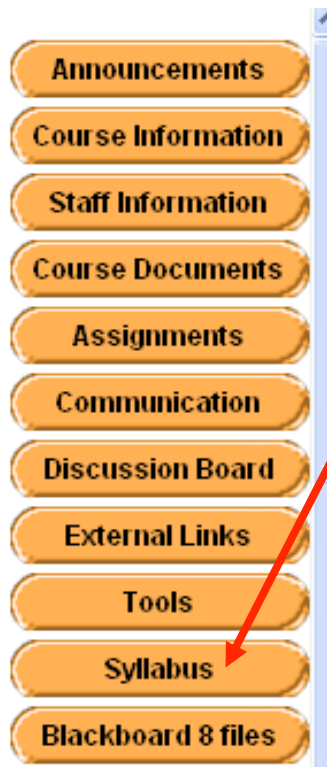 Announcements
Course Information
Staff Information
Course Documents
Assignments
Communication
Discussion Board
External Links
Tools
Syllabus
Blackboard 8 files